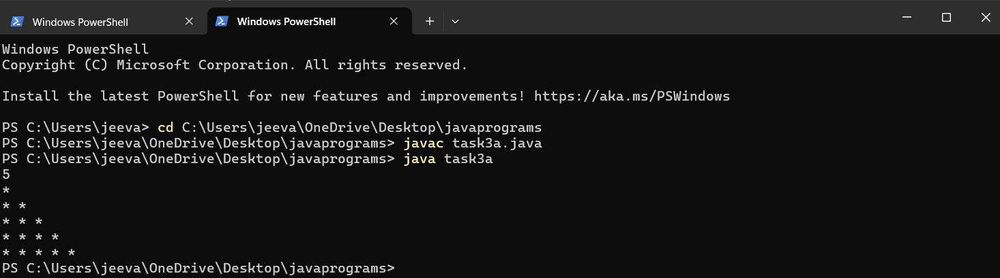 Windows PowerShell
Windows PowerShell
Windows PowerShell
Copyright (C) Microsoft Corporation. All rights reserved.
Install the latest PowerShell for new features and improvements! https://aka.ms/PSWindows
PS C:\Users\jeeva> cd C:\Users\jeeva\OneDrive\Desktop\javaprograms
PS C:\Users\jeeva\OneDrive\Desktop\javaprograms> javac task3a.java
PS C:\Users\jeeva\OneDrive\Desktop\javaprograms> java task3a
5
*
* *
* * *
* * * *
* * * * *
PS C:\Users\jeeva\OneDrive\Desktop\javaprograms>